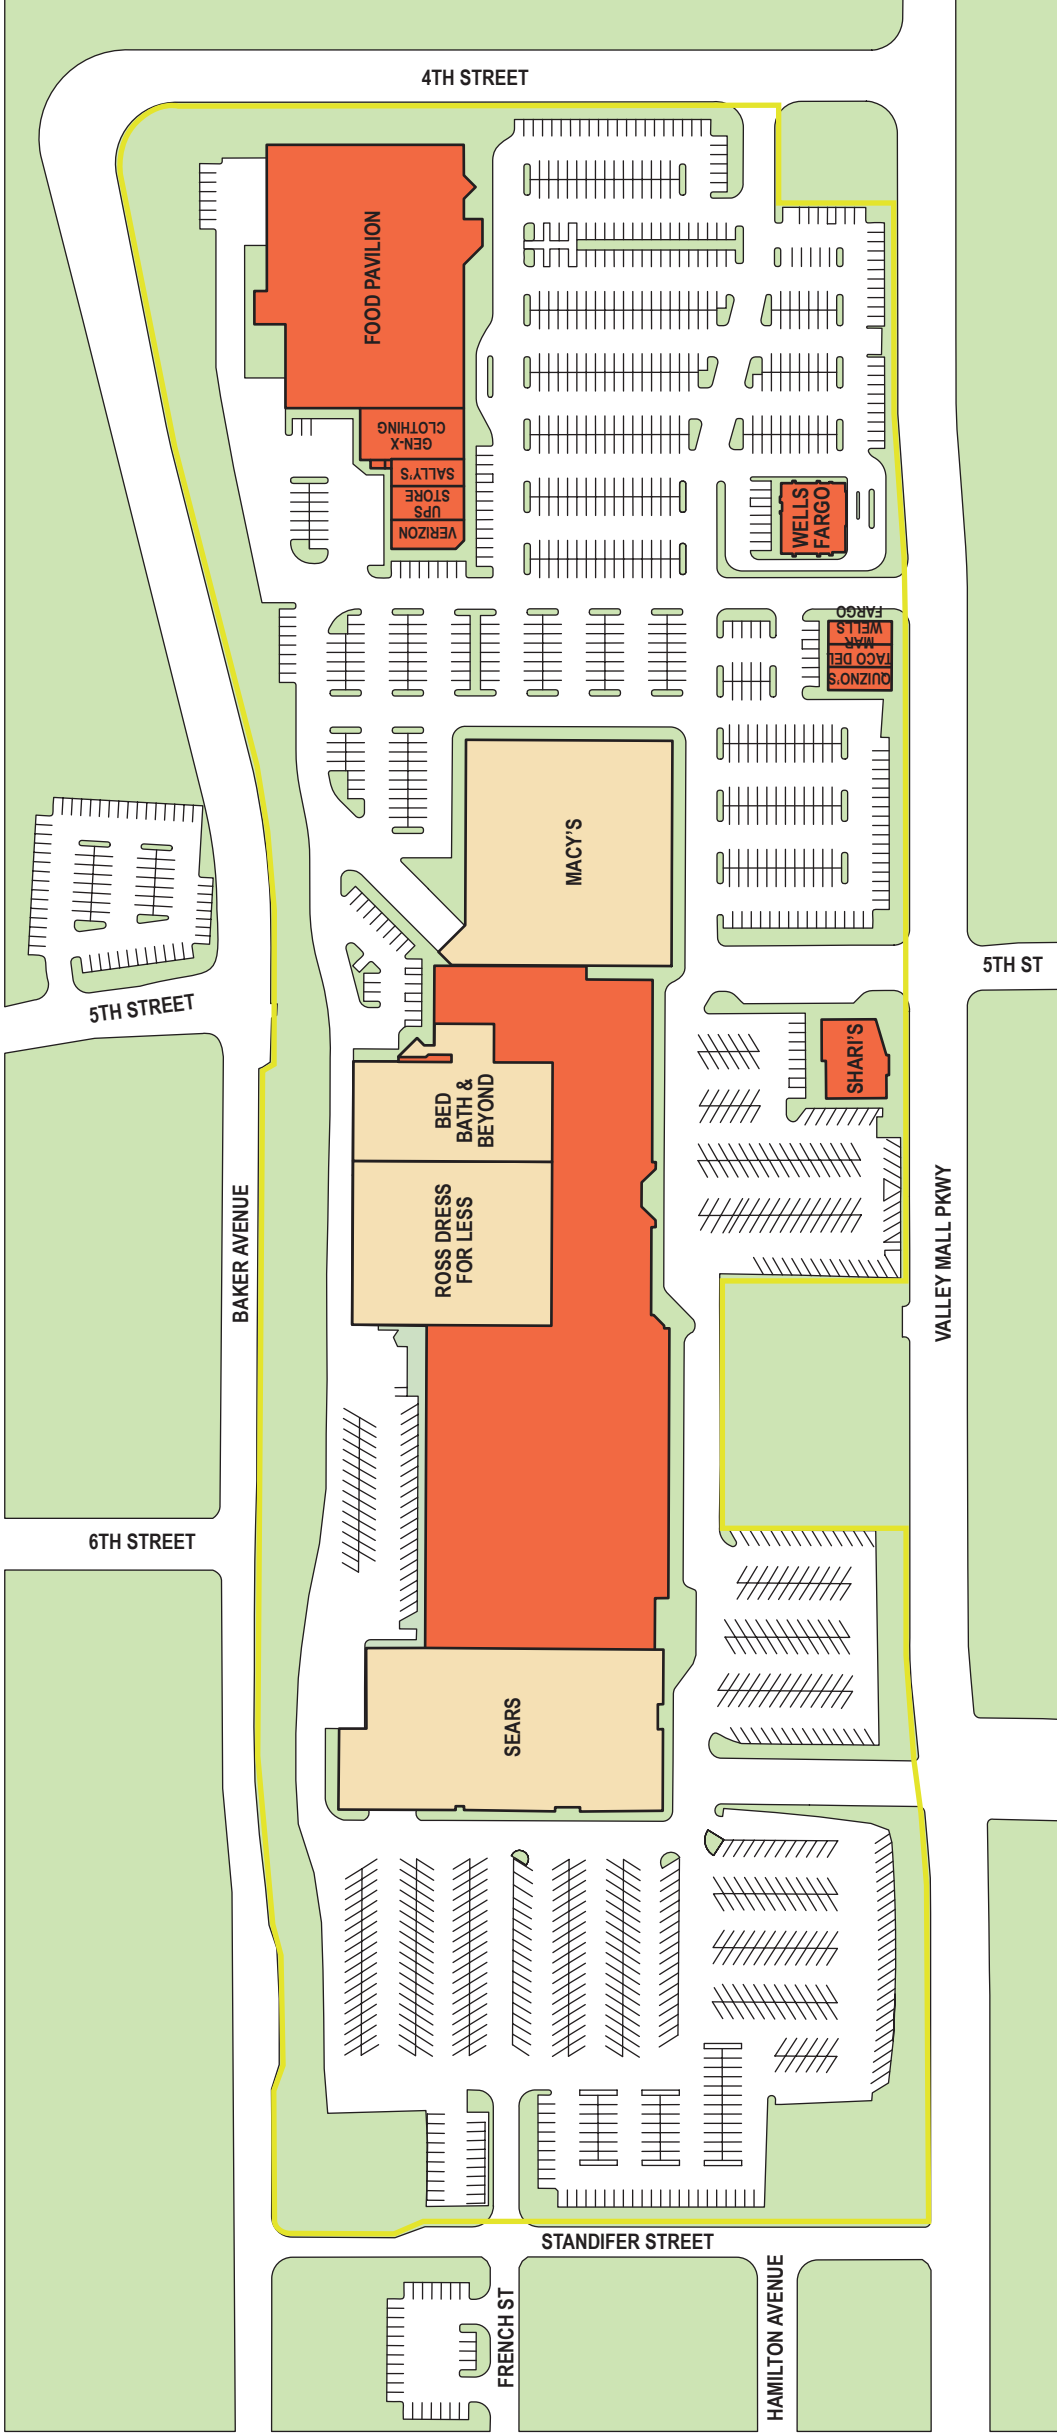 4TH STREET
FOOD PAVILION
GEN-X
CLOTHING
SALLY'S
UPS
STORE
VERIZON
WELLS
FARGO
WELLS
FARGO
TACO DEL
MAR
QUIZNO'S
MACY'S
5TH ST
5TH STREET
SHARI'S
BED
BATH &
BEYOND
ROSS DRESS
FOR LESS
BAKER AVENUE
VALLEY MALL PKWY
6TH STREET
SEARS
STANDIFER STREET
FRENCH ST
HAMILTON AVENUE